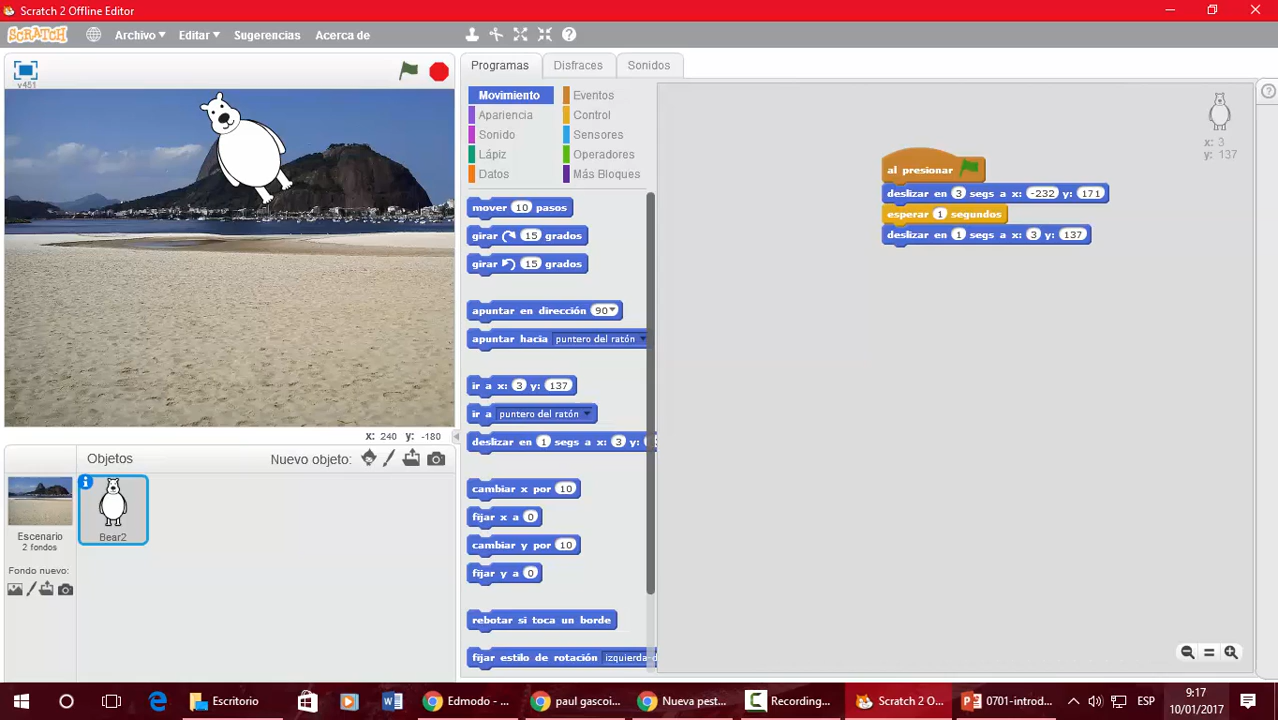 Scratch 2 Offline Editor
SCRATCH
Archivo
Editar
Sugerencias
Acerca de
v451
Programas
Disfraces
Sonidos
Movimiento
Apariencia
Sonido
Lápiz
Datos
Eventos
Control
Sensores
Operadores
Más Bloques
mover 10 pasos
girar 15 grados
girar 15 grados
apuntar en dirección 90
apuntar hacia puntero del ratón
ir a x: 3 y: 137
ir a puntero del ratón
deslizar en 1 segs a x: 3 y:
cambiar x por 10
fijar x a 0
cambiar y por 10
fijar y a 0
rebotar si toca un borde
fijar estilo de rotación izquierda-d
al presionar
deslizar en 3 segs a x: -232 y: 171
esperar 1 segundos
deslizar en 1 segs a x: 3 y: 137
x: 3
y: 137
x: 240 y: -180
Objetos
Nuevo objeto:
Escenario
2 fondos
Fondo nuevo:
Bear2
Escritorio
Edmodo - ...
paul gascoi...
Nueva pest...
Recording...
Scratch 2 O...
0701-introd...
ESP
9:17
10/01/2017